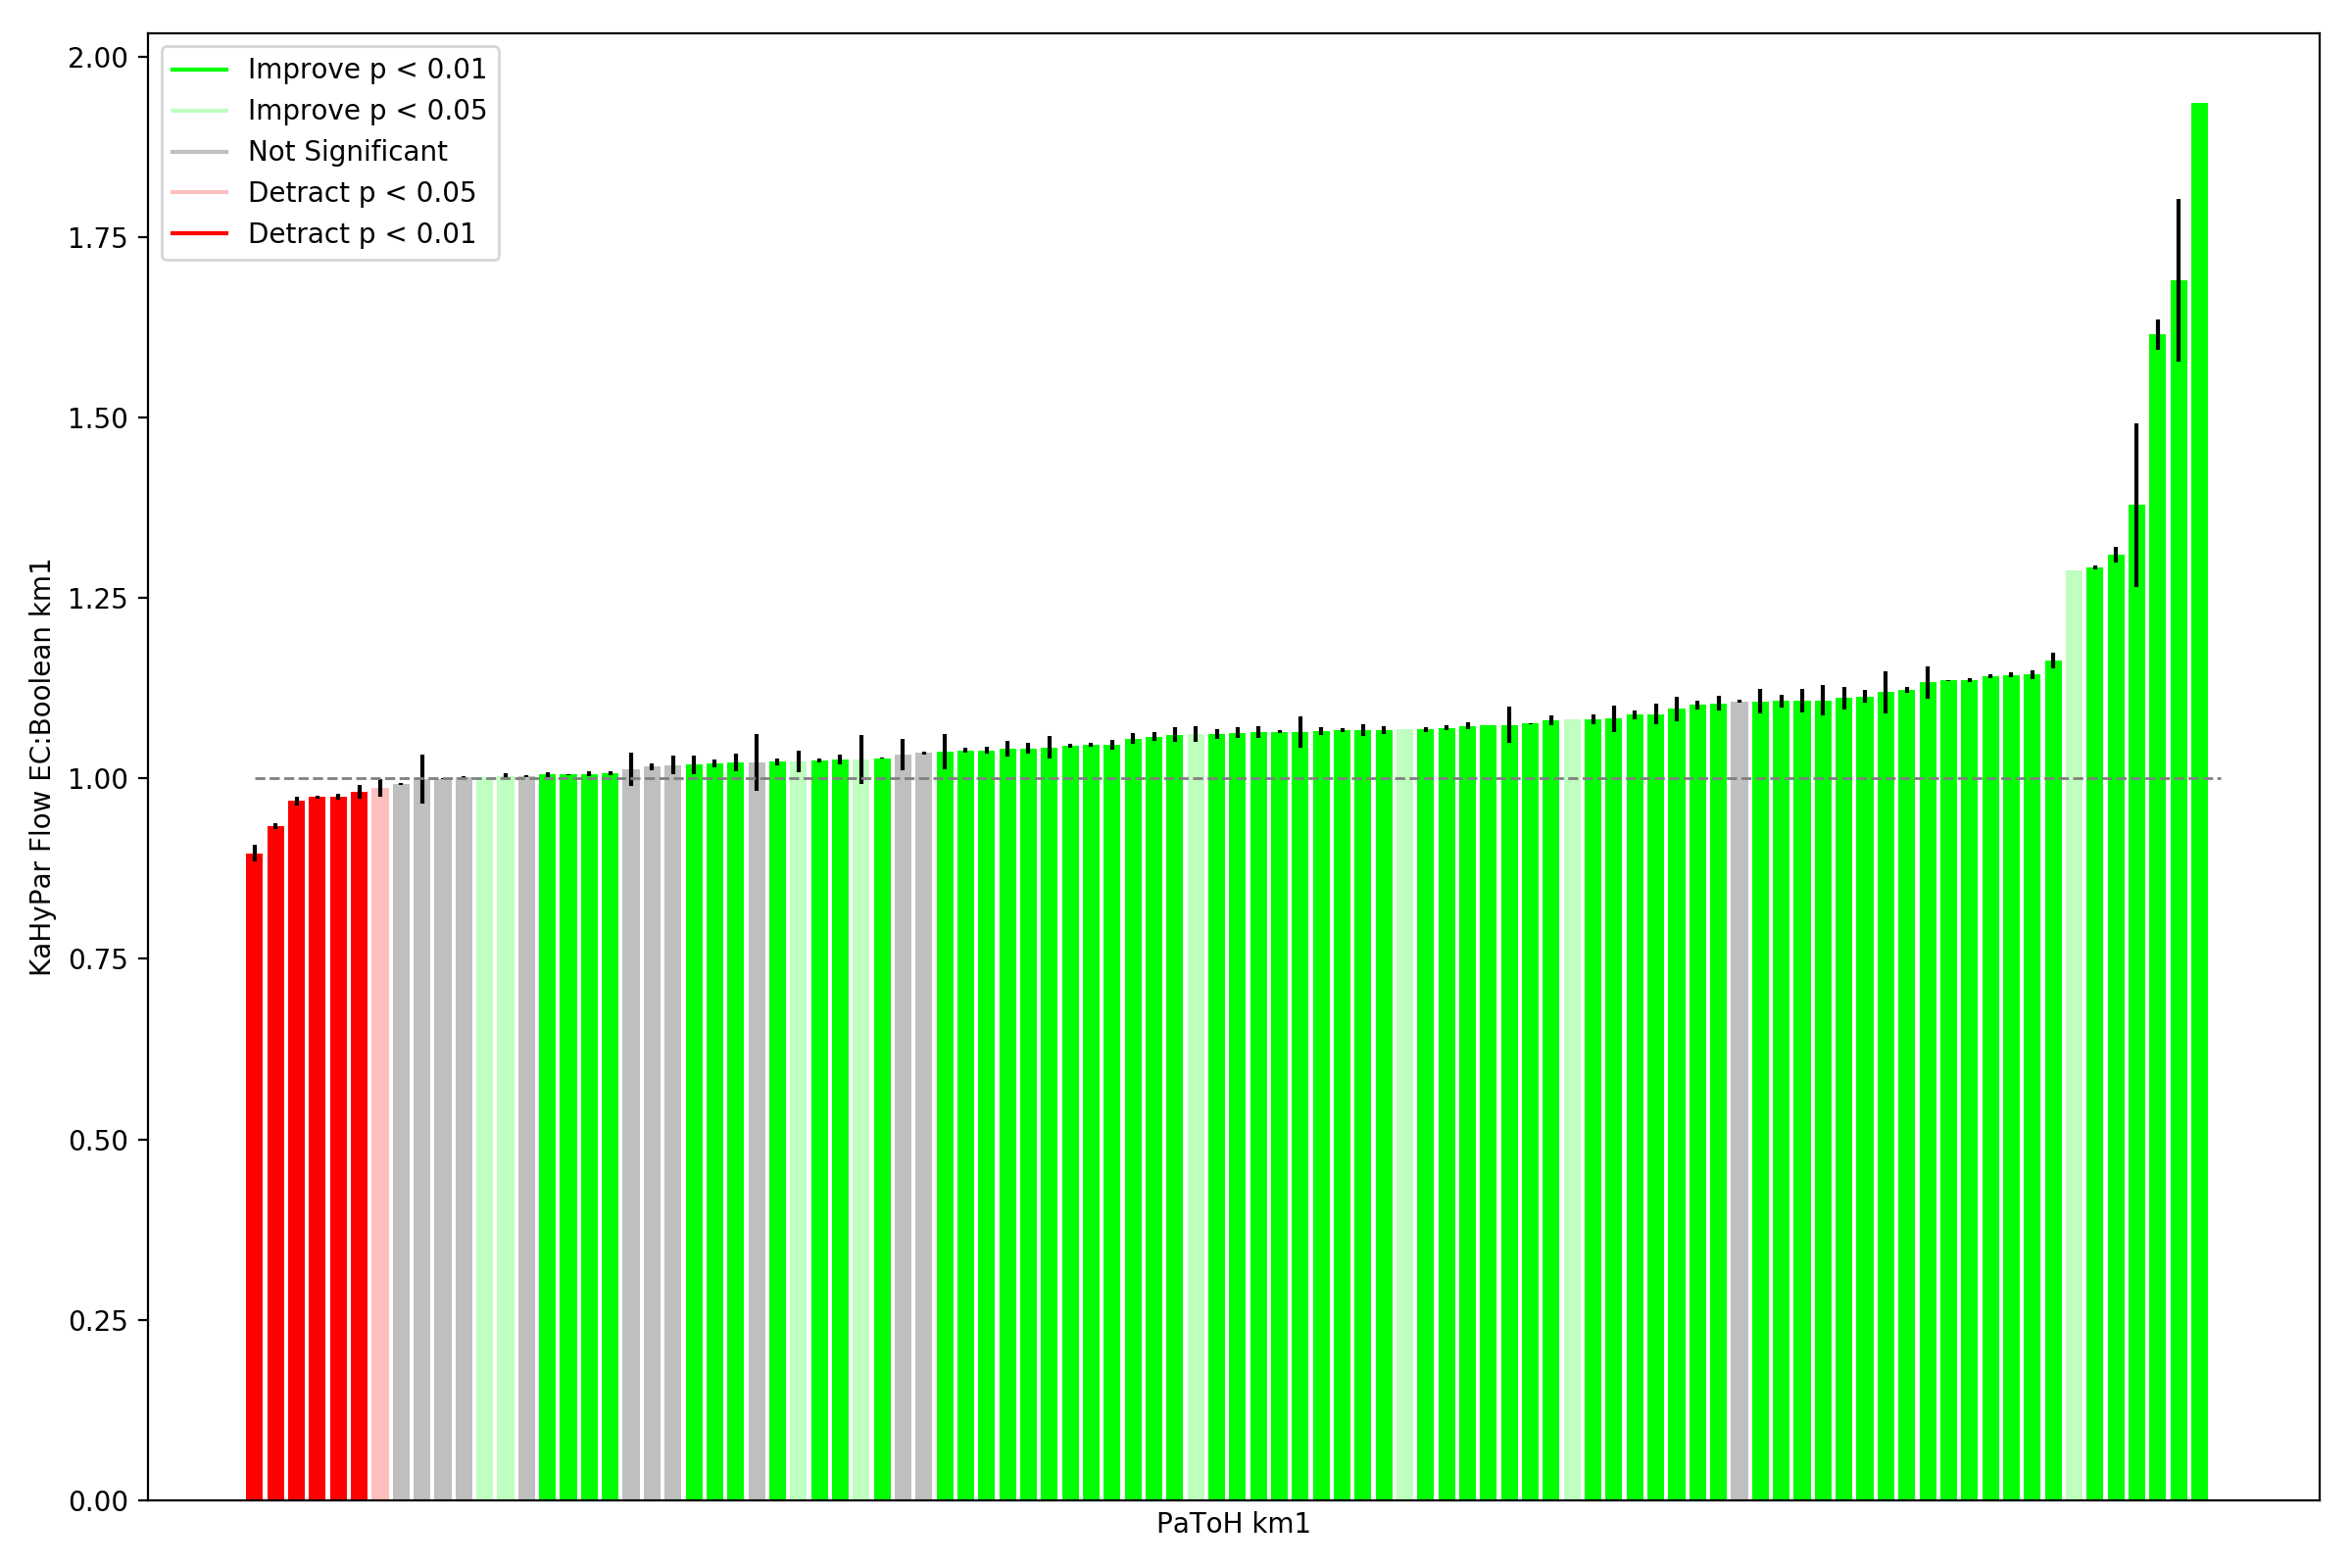 2.00
1.75
1.50
1.25
1.00
0.75
0.50
0.25
0.00
KaHyPar Flow EC:Boolean km1
Improve p < 0.01
Improve p < 0.05
Not Significant
Detract p < 0.05
Detract p < 0.01
PaToH km1